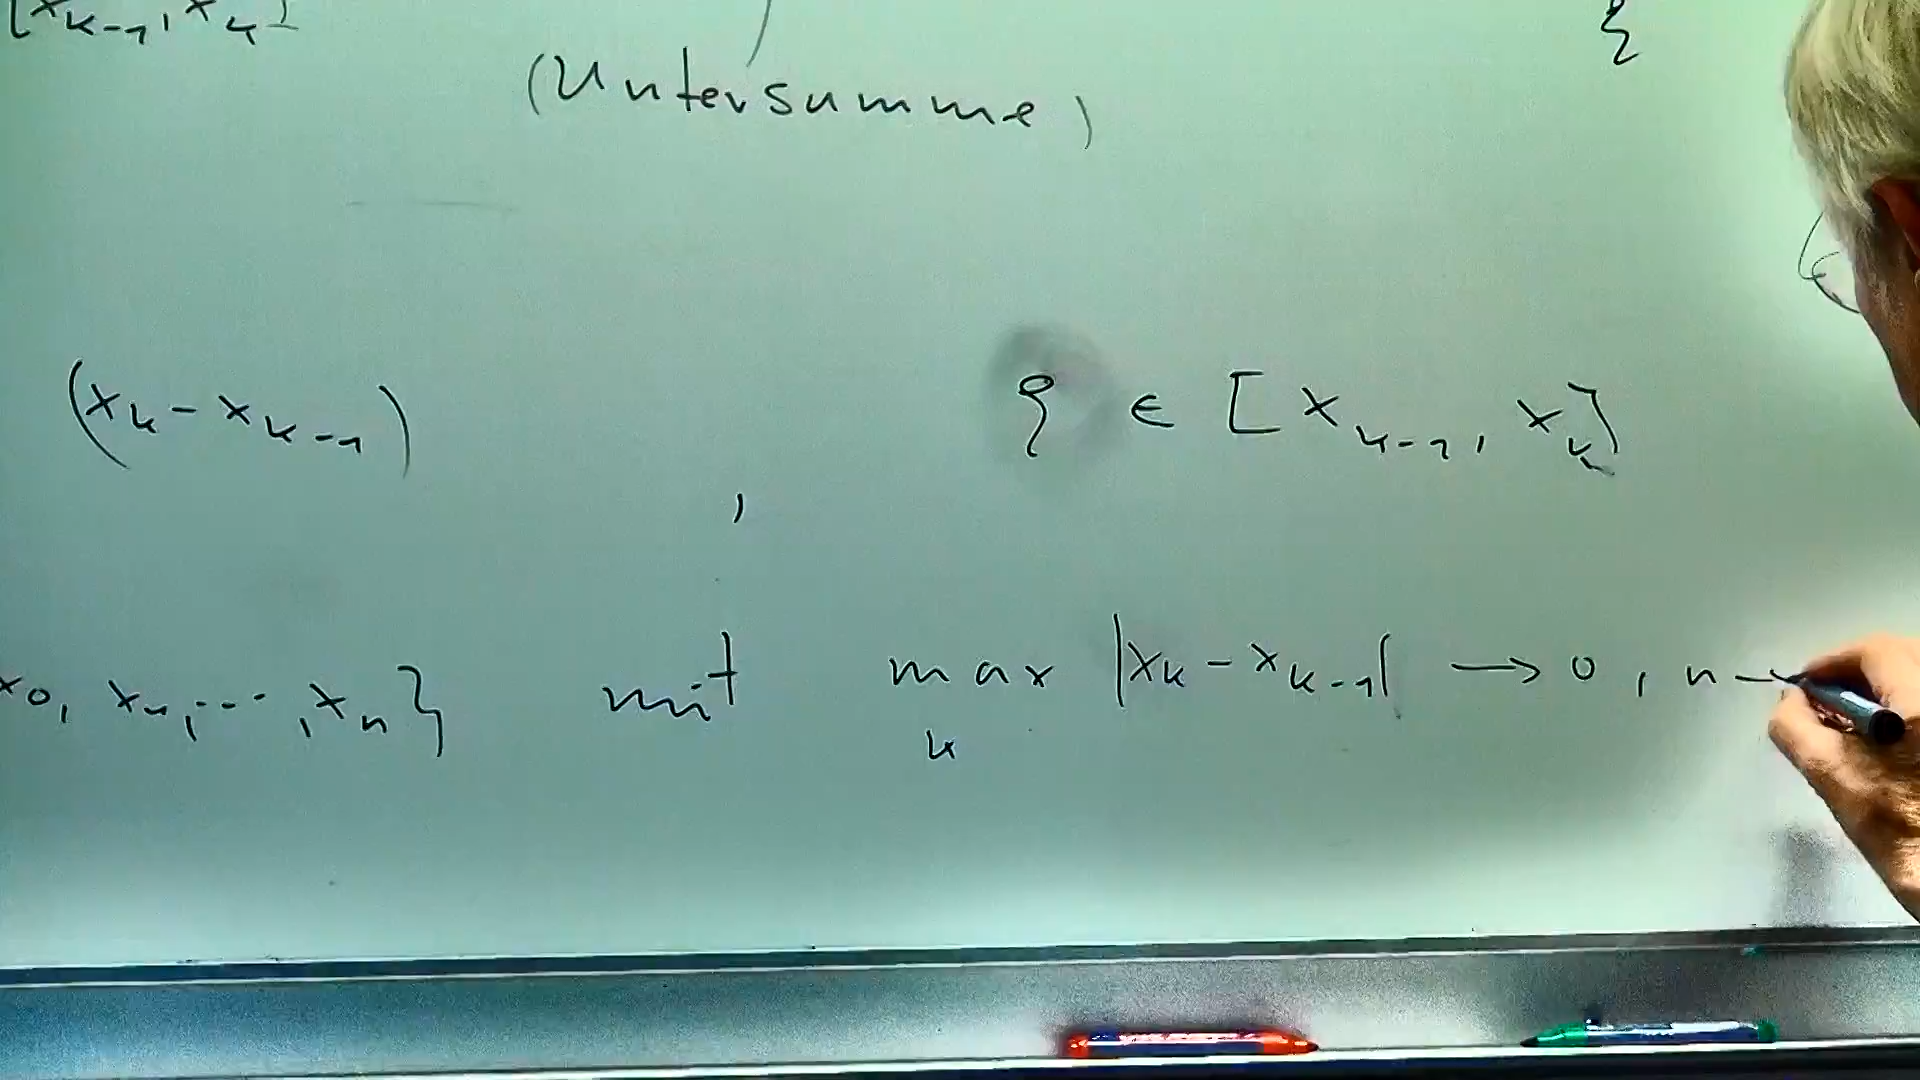 [x_{k-1}, x_k]
ξ
(Untersumme)
(x_k - x_{k-1}) , ξ ∈ [x_{k-1}, x_k]
x_0, x_1, ..., x_n} mit max_k |x_k - x_{k-1}| → 0, n →